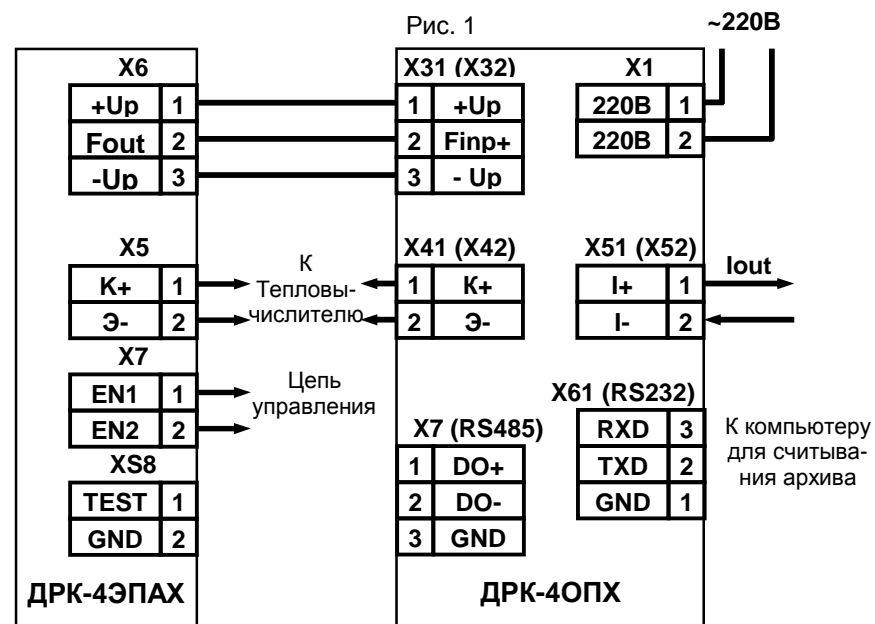 Рис. 1
~220В
X6
+Up 1
Fout 2
-Up 3
X5
К+ 1
Э- 2
X7
EN1 1
EN2 2
XS8
TEST 1
GND 2
ДРК-4ЭПАХ
К
Тепловы-
числителю
Цепь
управления
X31 (X32)
1 +Up
2 Finp+
3 - Up
X41 (X42)
1 К+
2 Э-
X7 (RS485)
1 DO+
2 DO-
3 GND
X1
220В 1
220В 2
X51 (X52)
I+ 1
I- 2
Iout
X61 (RS232)
RXD 3
TXD 2
GND 1
К компьютеру
для считыва-
ния архива
ДРК-4ОПХ